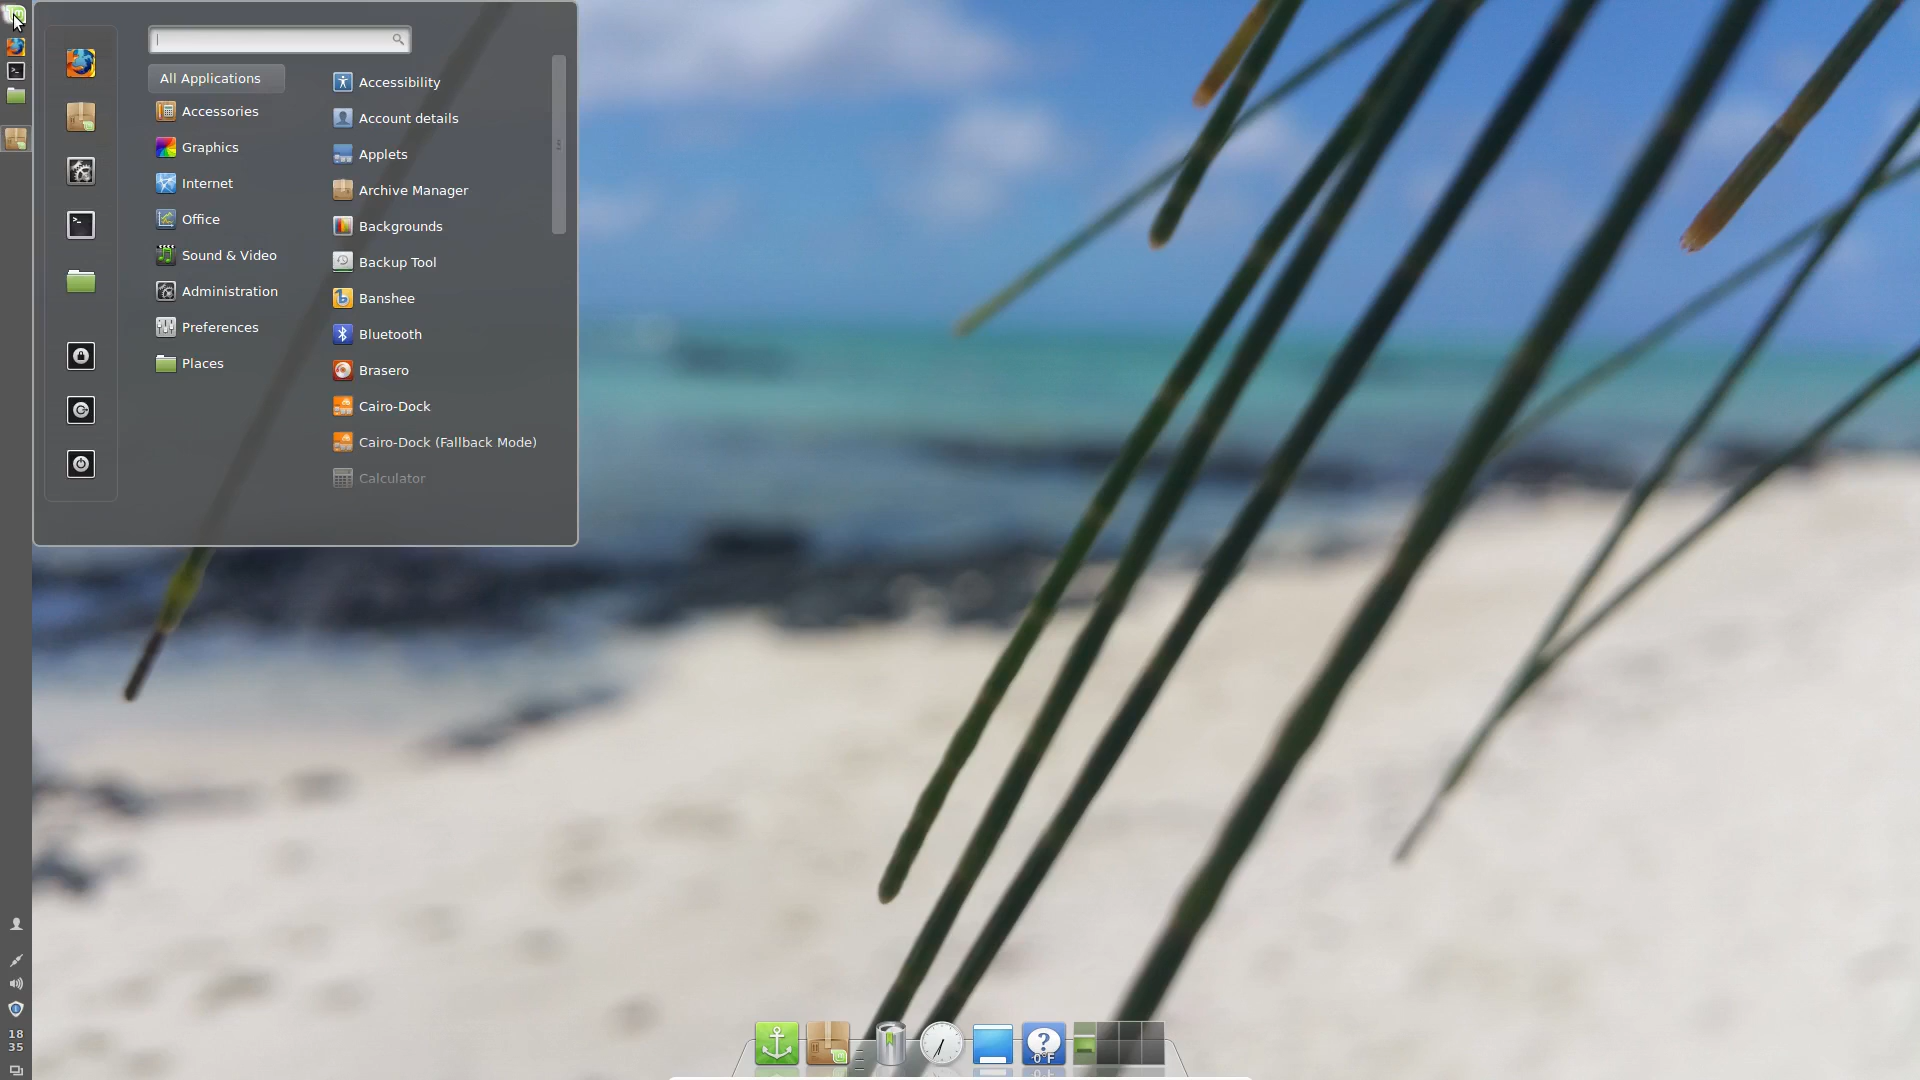 All Applications
Accessories
Graphics
Internet
Office
Sound & Video
Administration
Preferences
Places
Accessibility
Account details
Applets
Archive Manager
Backgrounds
Backup Tool
Banshee
Bluetooth
Brasero
Cairo-Dock
Cairo-Dock (Fallback Mode)
Calculator
18
35
?
-0°F